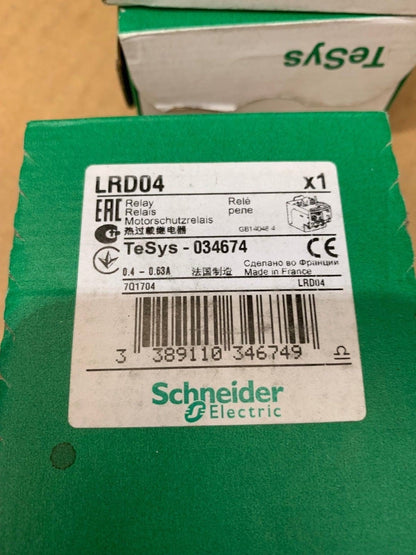 TeSys
LRD04 x1
EAC Relay Relè
Relais реле
Motorschutzrelais
热过载继电器 GB14048.4
TeSys - 034674 CE
0.4 - 0.63A 法国制造 Сделано во Франции
Made in France
7Q1704 LRD04
3 389110 346749
Schneider
Electric